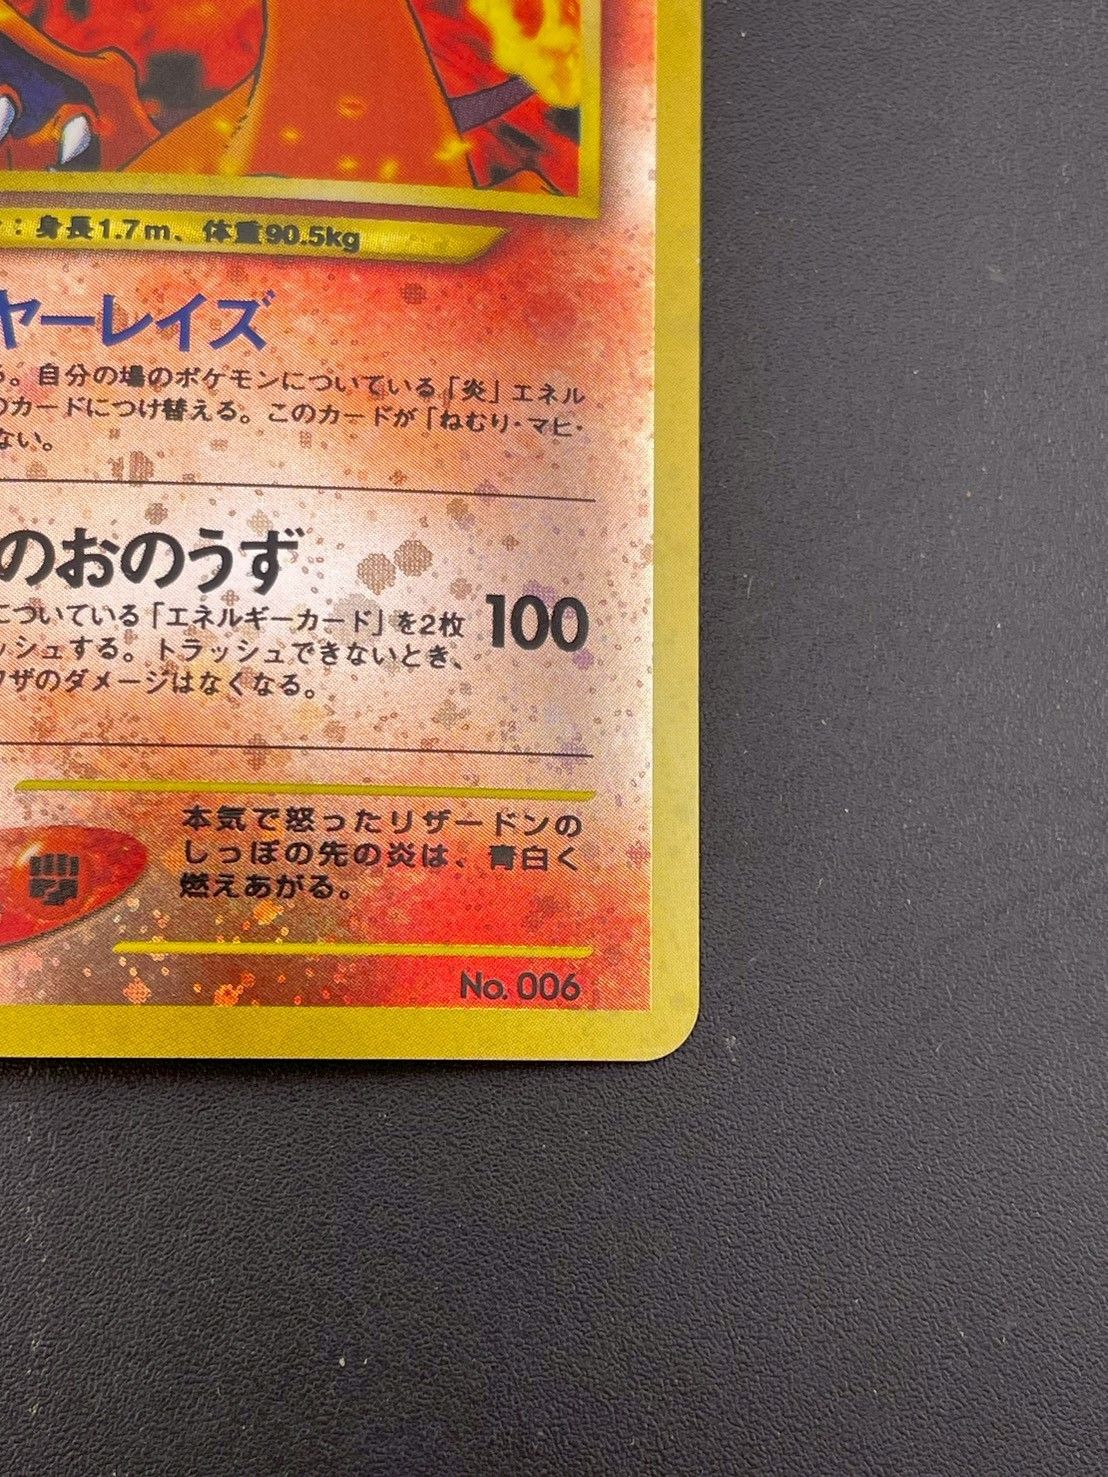 ：身長1.7m、体重90.5kg
ヤーレイズ
る。自分の場のポケモンについている「炎」エネル
のカードにつけ替える。このカードが「ねむり・マヒ・
ない。
のおのうず
についている「エネルギーカード」を2枚
ッシュする。トラッシュできないとき、
ワザのダメージはなくなる。
100
本気で怒ったリザードンの
しっぽの先の炎は、青白く
燃えあがる。
No. 006